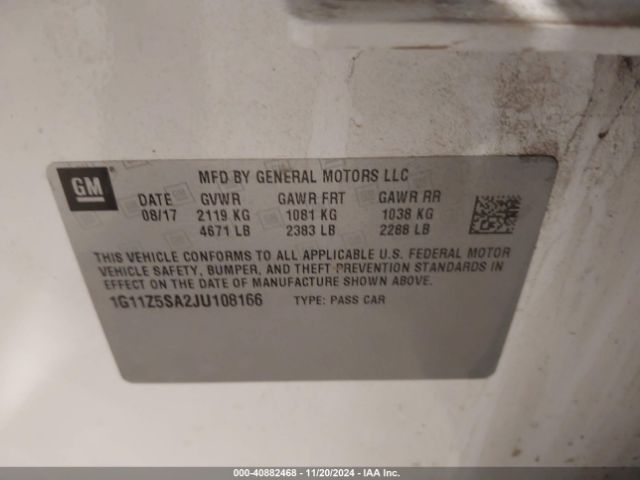 GM
MFD BY GENERAL MOTORS LLC
DATE GVWR GAWR FRT GAWR RR
08/17 2119 KG 1081 KG 1038 KG
4671 LB 2383 LB 2288 LB
THIS VEHICLE CONFORMS TO ALL APPLICABLE U.S. FEDERAL MOTOR
VEHICLE SAFETY, BUMPER, AND THEFT PREVENTION STANDARDS IN
EFFECT ON THE DATE OF MANUFACTURE SHOWN ABOVE.
1G11Z5SA2JU108166 TYPE: PASS CAR
000-40882468 - 11/20/2024 - IAA Inc.